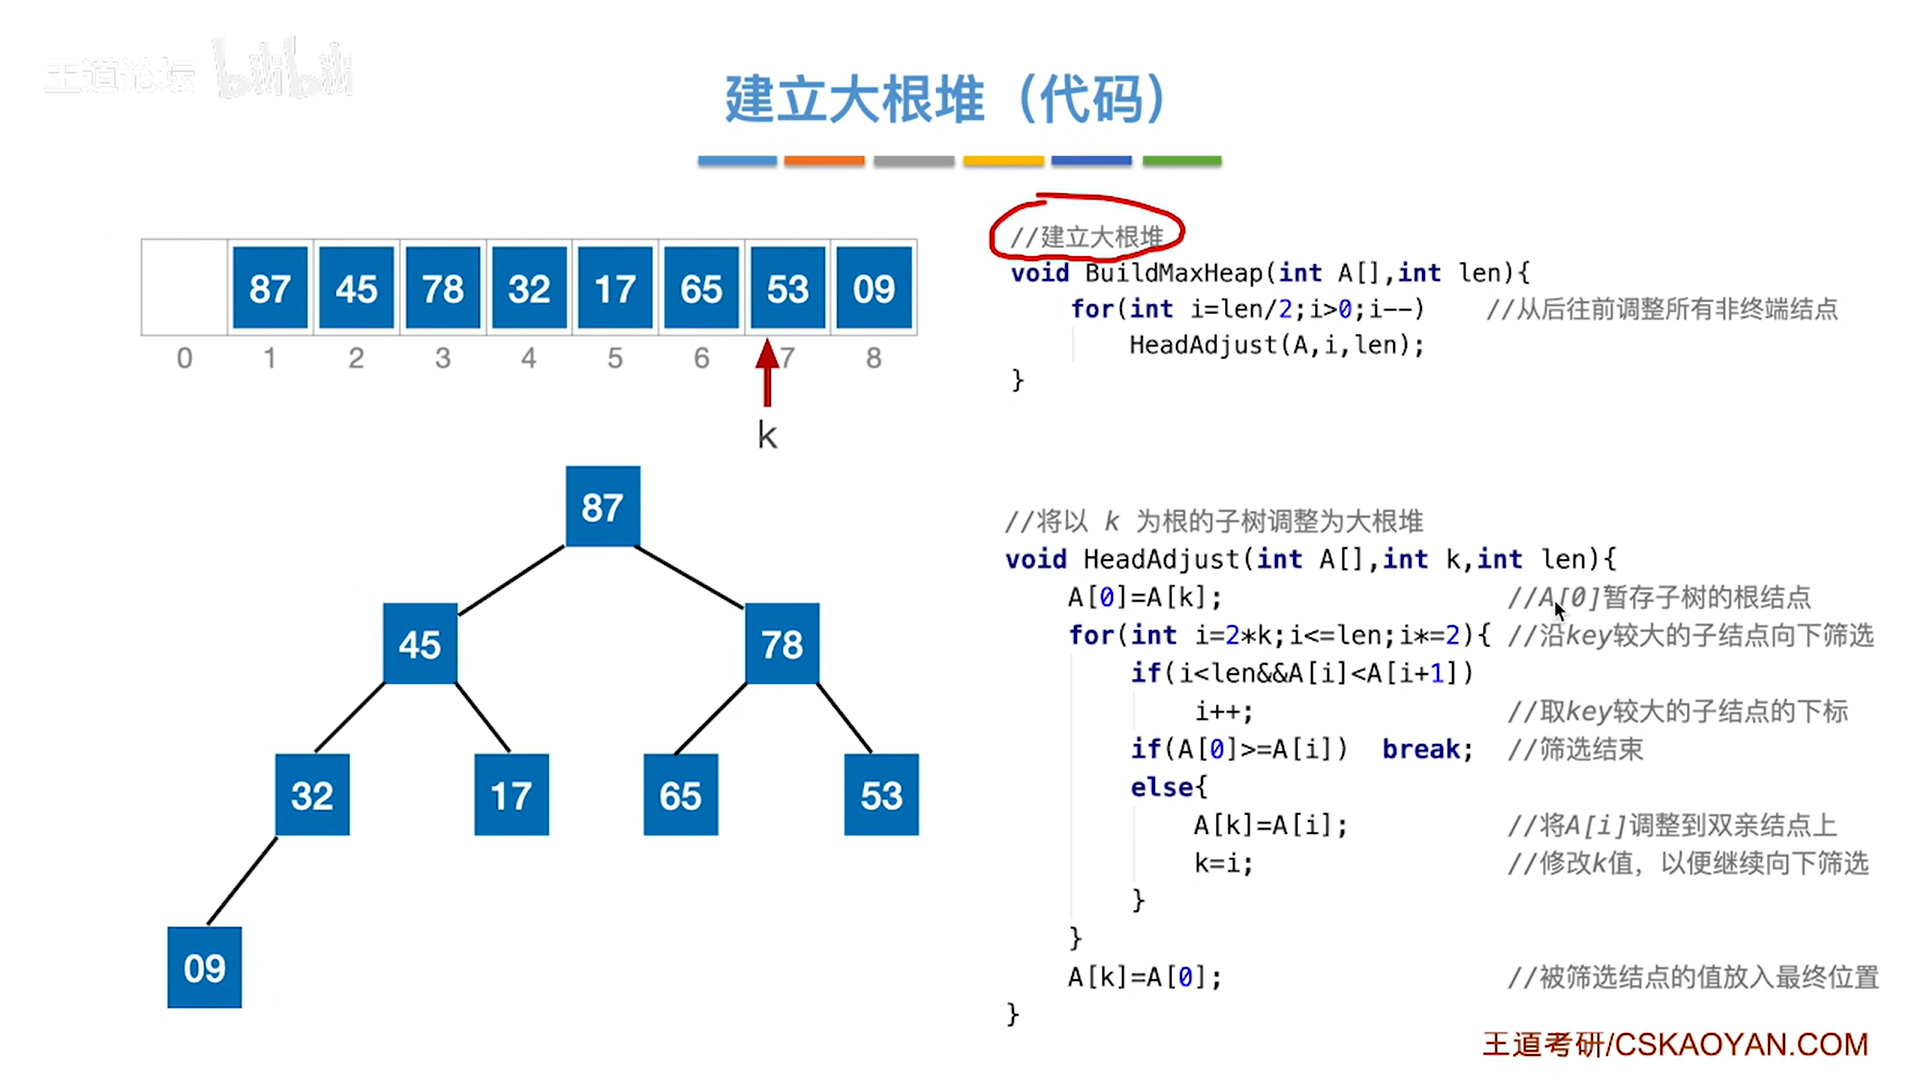 王道论坛 bilibili
建立大根堆（代码）
87 45 78 32 17 65 53 09
0 1 2 3 4 5 6 7 8
k
87
45 78
32 17 65 53
09
//建立大根堆
void BuildMaxHeap(int A[],int len){
for(int i=len/2;i>0;i--) //从后往前调整所有非终端结点
HeadAdjust(A,i,len);
}
//将以 k 为根的子树调整为大根堆
void HeadAdjust(int A[],int k,int len){
A[0]=A[k]; //A[0]暂存子树的根结点
for(int i=2*k;i<=len;i*=2){ //沿key较大的子结点向下筛选
if(i<len&&A[i]<A[i+1])
i++; //取key较大的子结点的下标
if(A[0]>=A[i]) break; //筛选结束
else{
A[k]=A[i]; //将A[i]调整到双亲结点上
k=i; //修改k值，以便继续向下筛选
}
}
A[k]=A[0]; //被筛选结点的值放入最终位置
}
王道考研/CSKAOYAN.COM